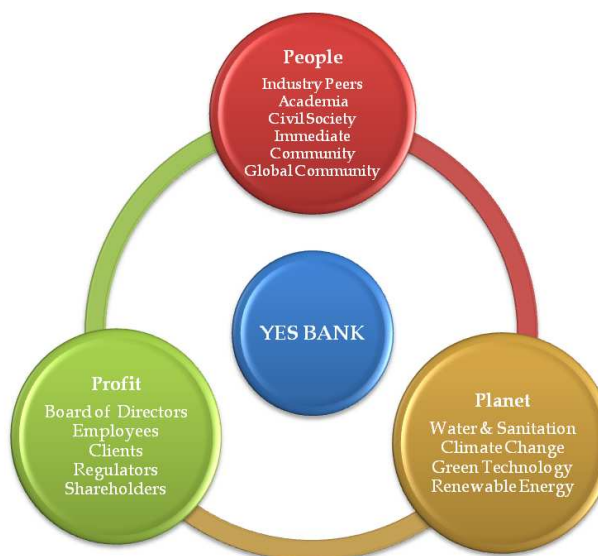 People
Industry Peers
Academia
Civil Society
Immediate
Community
Global Community
YES BANK
Profit
Board of Directors
Employees
Clients
Regulators
Shareholders
Planet
Water & Sanitation
Climate Change
Green Technology
Renewable Energy